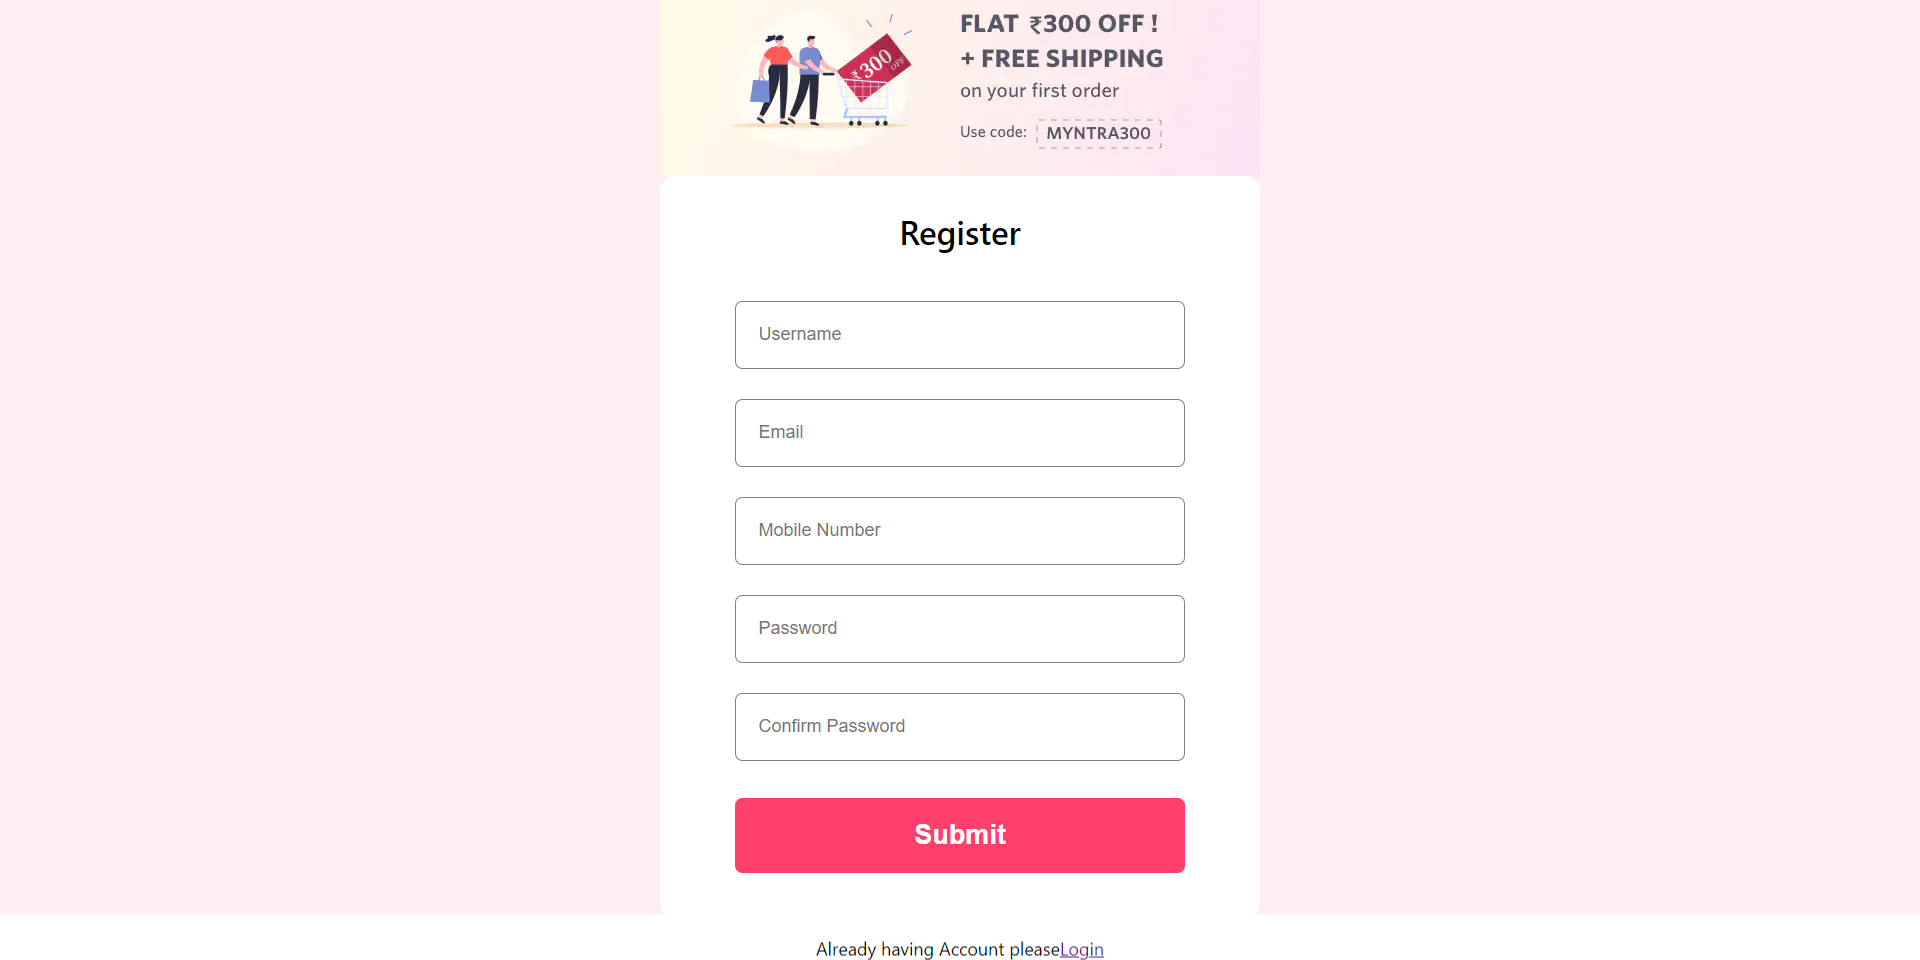 FLAT ₹300 OFF !
+ FREE SHIPPING
on your first order
Use code: MYNTRA300
₹300 OFF
Register
Username
Email
Mobile Number
Password
Confirm Password
Submit
Already having Account pleaseLogin